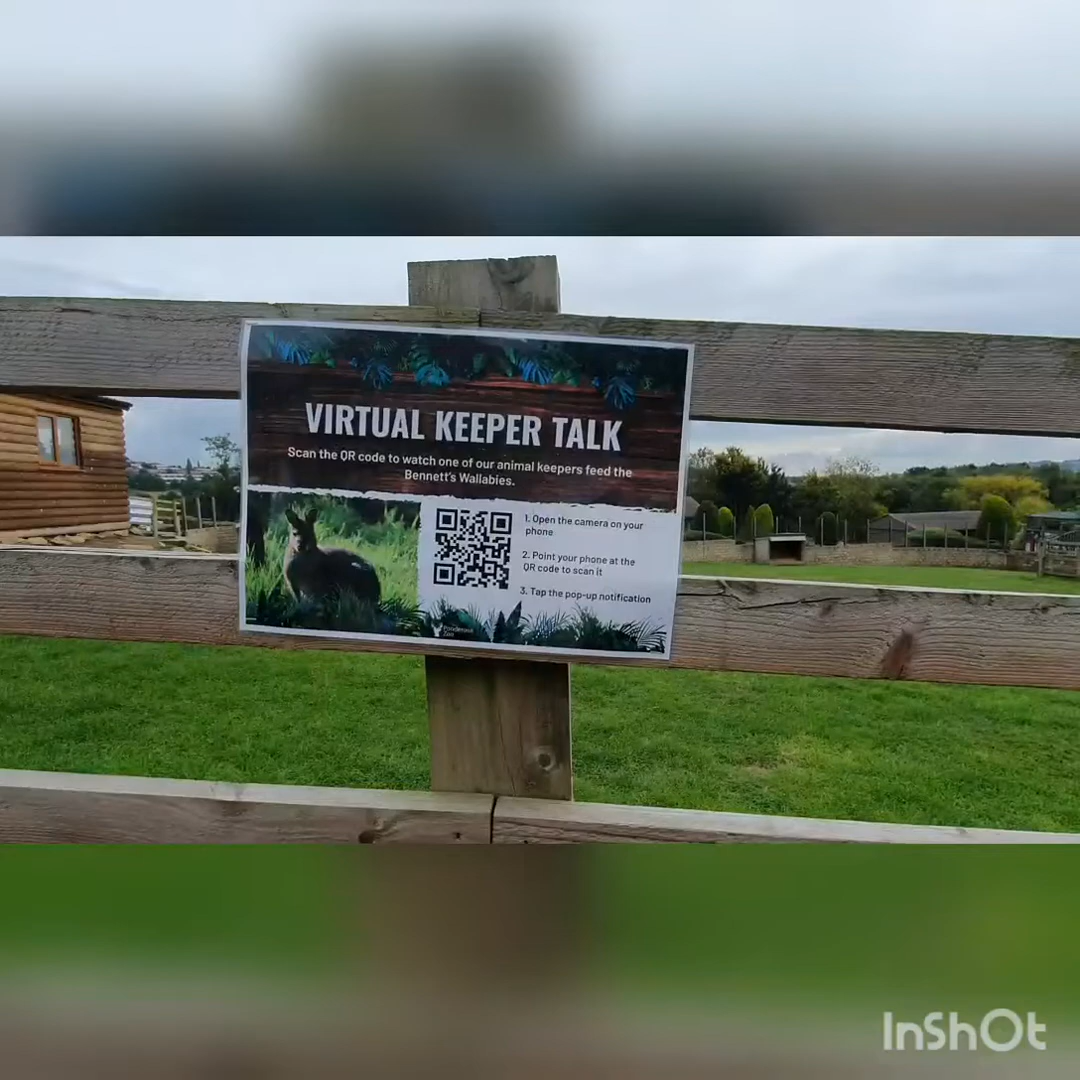 VIRTUAL KEEPER TALK
Scan the QR code to watch one of our animal keepers feed the
Bennett's Wallabies.
1. Open the camera on your
phone
2. Point your phone at the
QR code to scan it
3. Tap the pop-up notification
Ponderosa
Zoo
InShOt